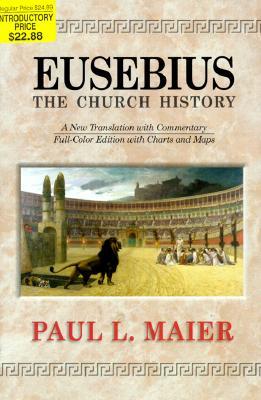 Regular Price $24.99
INTRODUCTORY
PRICE
$22.88
EUSEBIUS
THE CHURCH HISTORY
A New Translation with Commentary
Full-Color Edition with Charts and Maps
PAUL L. MAIER